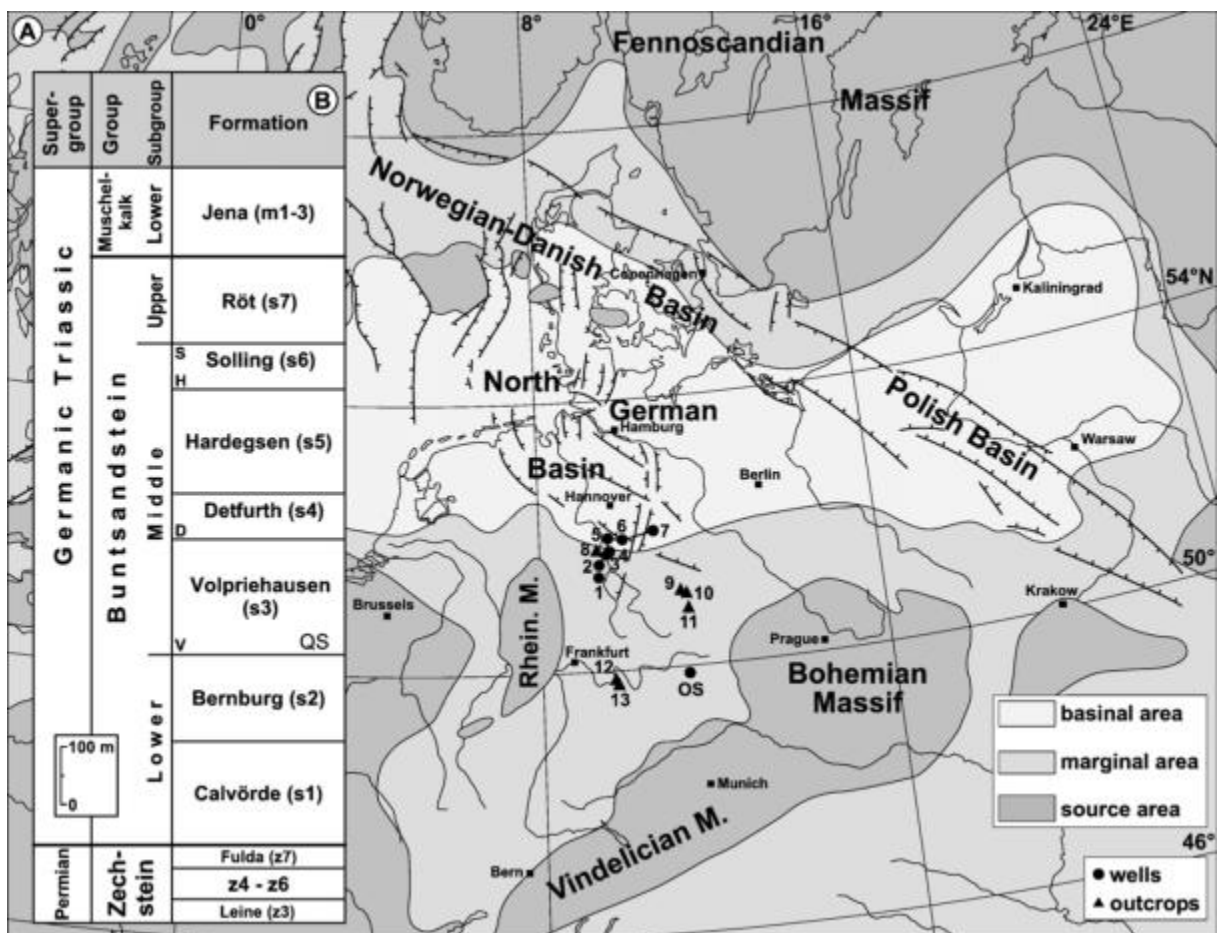 A
0°
8°
16°
24°E
Fennoscandian
Massif
B
Super-
group
Group
Subgroup
Formation
Germanic Triassic
Muschel-
kalk
Lower
Jena (m1-3)
Buntsandstein
Upper
Röt (s7)
Middle
S
Solling (s6)
H
Hardegsen (s5)
Detfurth (s4)
D
Volpriehausen
(s3)
V
QS
Lower
Bernburg (s2)
Calvörde (s1)
100 m
0
Permian
Zech-
stein
Fulda (z7)
z4 - z6
Leine (z3)
Norwegian-Danish
Basin
Copenhagen
Kaliningrad
54°N
North
German
Basin
Hamburg
Polish Basin
Warsaw
Berlin
Hannover
5
6
7
8
4
2
3
1
9
10
11
50°
Krakow
Brussels
Rhein. M.
Prague
Frankfurt
12
13
OS
Bohemian
Massif
Munich
Vindelician M.
Bern
46°
basinal area
marginal area
source area
wells
outcrops